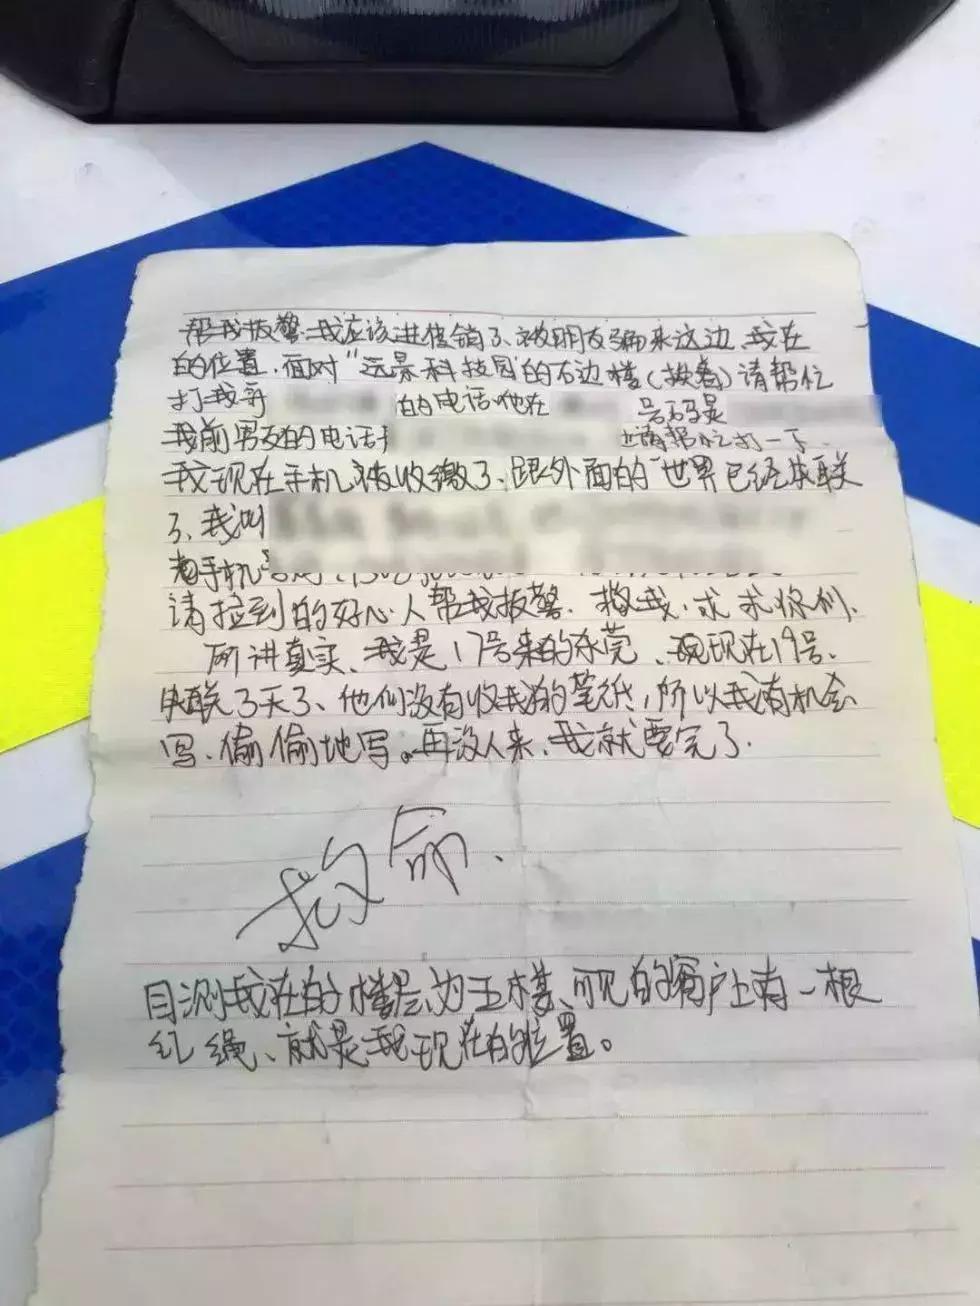 帮我报警.我应该进传销了、被朋友骗来这边、我在
的位置、面对“远景科技园的右边楼(挨着)请帮忙
打我哥 的电话.他在 号码是
我前男友的电话 请帮忙打一下.
我现在手机被收缴了、跟外面的“世界已经失联
了、我叫
手机
请捡到的好心人帮我报警、救我.求求你们、
所讲真实、我是17号来的东莞、现在19号、
失联3天了、他们没有收我的笔纸,所以我有机会
写、偷偷地写。再没人来、我就要完了.
救命.
目测我在的楼层为五楼、可见的窗户上有一根
红绳、就是我现在的位置。